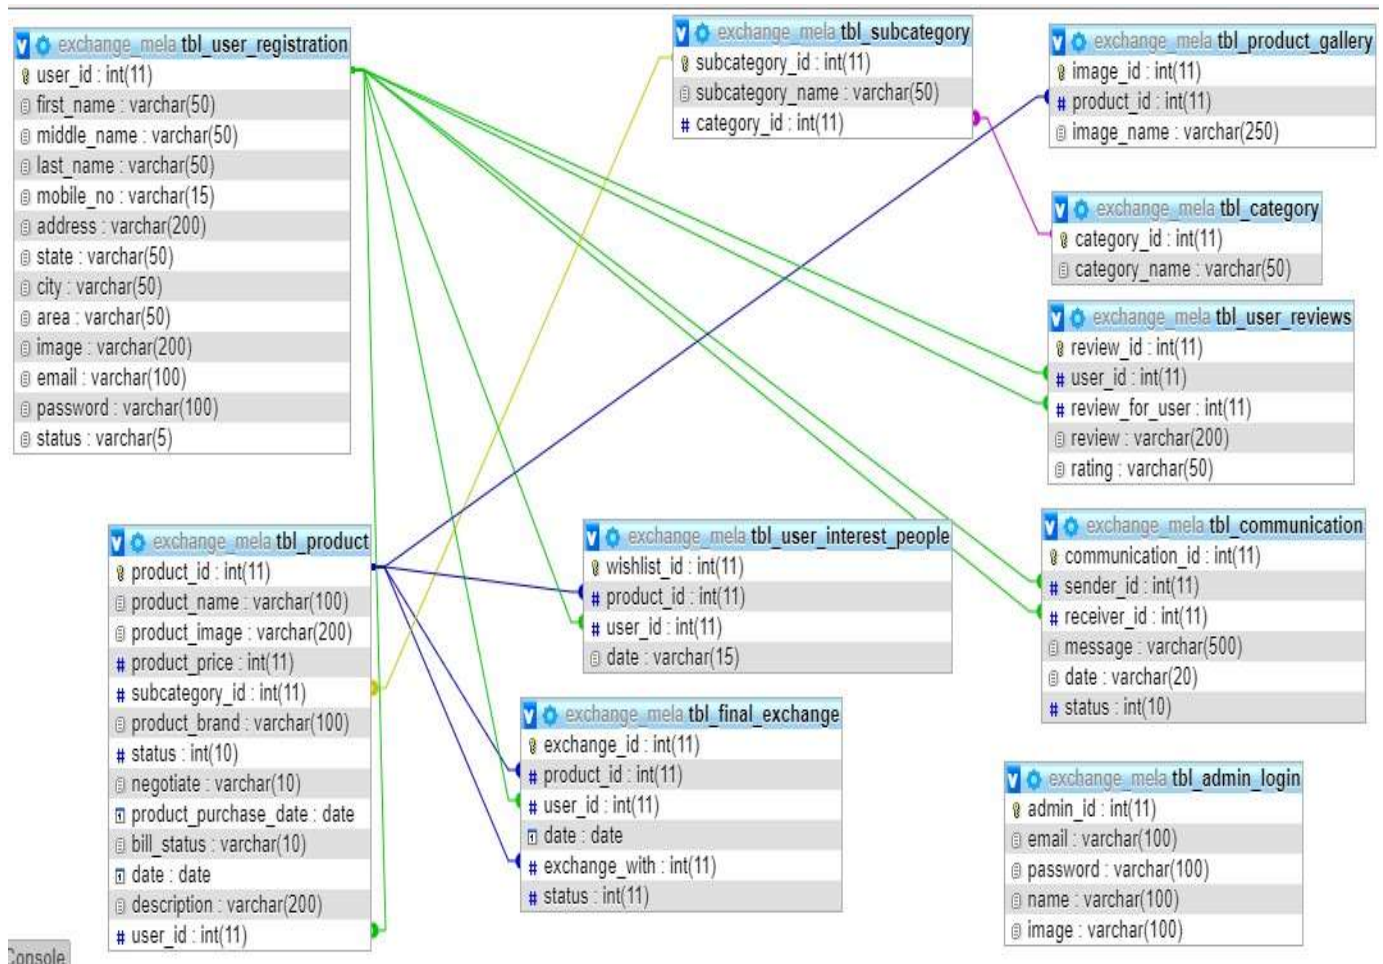 exchange_mela tbl_user_registration
user_id : int(11)
first_name : varchar(50)
middle_name : varchar(50)
last_name : varchar(50)
mobile_no : varchar(15)
address : varchar(200)
state : varchar(50)
city : varchar(50)
area : varchar(50)
image : varchar(200)
email : varchar(100)
password : varchar(100)
status : varchar(5)
exchange_mela tbl_subcategory
subcategory_id : int(11)
subcategory_name : varchar(50)
# category_id : int(11)
exchange_mela tbl_product_gallery
image_id : int(11)
# product_id : int(11)
image_name : varchar(250)
exchange_mela tbl_category
category_id : int(11)
category_name : varchar(50)
exchange_mela tbl_user_reviews
review_id : int(11)
# user_id : int(11)
# review_for_user : int(11)
review : varchar(200)
rating : varchar(50)
exchange_mela tbl_product
product_id : int(11)
product_name : varchar(100)
product_image : varchar(200)
# product_price : int(11)
# subcategory_id : int(11)
product_brand : varchar(100)
# status : int(10)
negotiate : varchar(10)
product_purchase_date : date
bill_status : varchar(10)
date : date
description : varchar(200)
# user_id : int(11)
exchange_mela tbl_user_interest_people
wishlist_id : int(11)
# product_id : int(11)
# user_id : int(11)
date : varchar(15)
exchange_mela tbl_final_exchange
exchange_id : int(11)
# product_id : int(11)
# user_id : int(11)
date : date
# exchange_with : int(11)
# status : int(11)
exchange_mela tbl_communication
communication_id : int(11)
# sender_id : int(11)
# receiver_id : int(11)
message : varchar(500)
date : varchar(20)
# status : int(10)
exchange_mela tbl_admin_login
admin_id : int(11)
email : varchar(100)
password : varchar(100)
name : varchar(100)
image : varchar(100)
Console